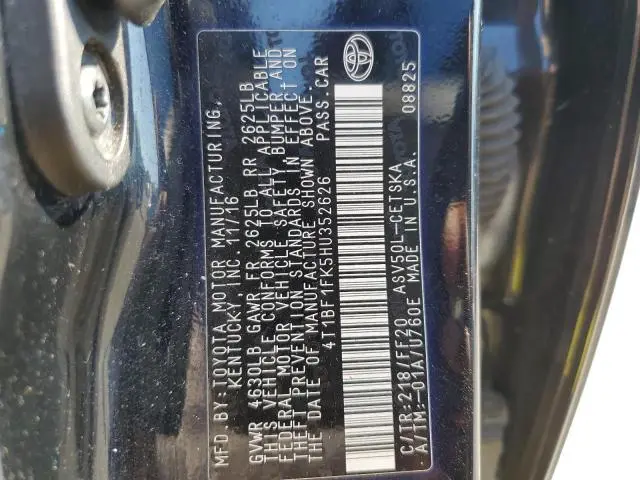 MFD.BY:TOYOTA MOTOR MANUFACTURING,
KENTUCKY, INC. 11/16
GVWR 4630LB GAWR FR 2625LB RR 2625LB
THIS VEHICLE CONFORMS TO ALL APPLICABLE
FEDERAL MOTOR VEHICLE SAFETY, BUMPER, AND
THEFT PREVENTION STANDARDS IN EFFECT ON
THE DATE OF MANUFACTURE SHOWN ABOVE.
4T1BF1FK5HU352626 PASS.CAR
C/TR:218/FF20 ASV50L-CETSKA
A/TM:-01A/U760E MADE IN U.S.A. 08825